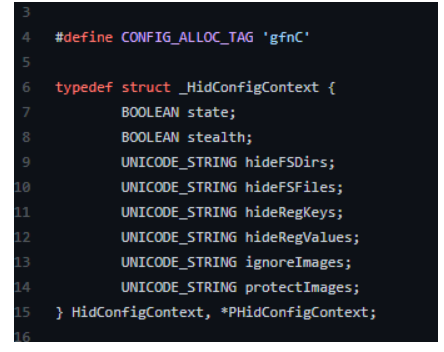 3
4 #define CONFIG_ALLOC_TAG 'gfnC'
5
6 typedef struct _HidConfigContext {
7 BOOLEAN state;
8 BOOLEAN stealth;
9 UNICODE_STRING hideFSDirs;
10 UNICODE_STRING hideFSFiles;
11 UNICODE_STRING hideRegKeys;
12 UNICODE_STRING hideRegValues;
13 UNICODE_STRING ignoreImages;
14 UNICODE_STRING protectImages;
15 } HidConfigContext, *PHidConfigContext;
16